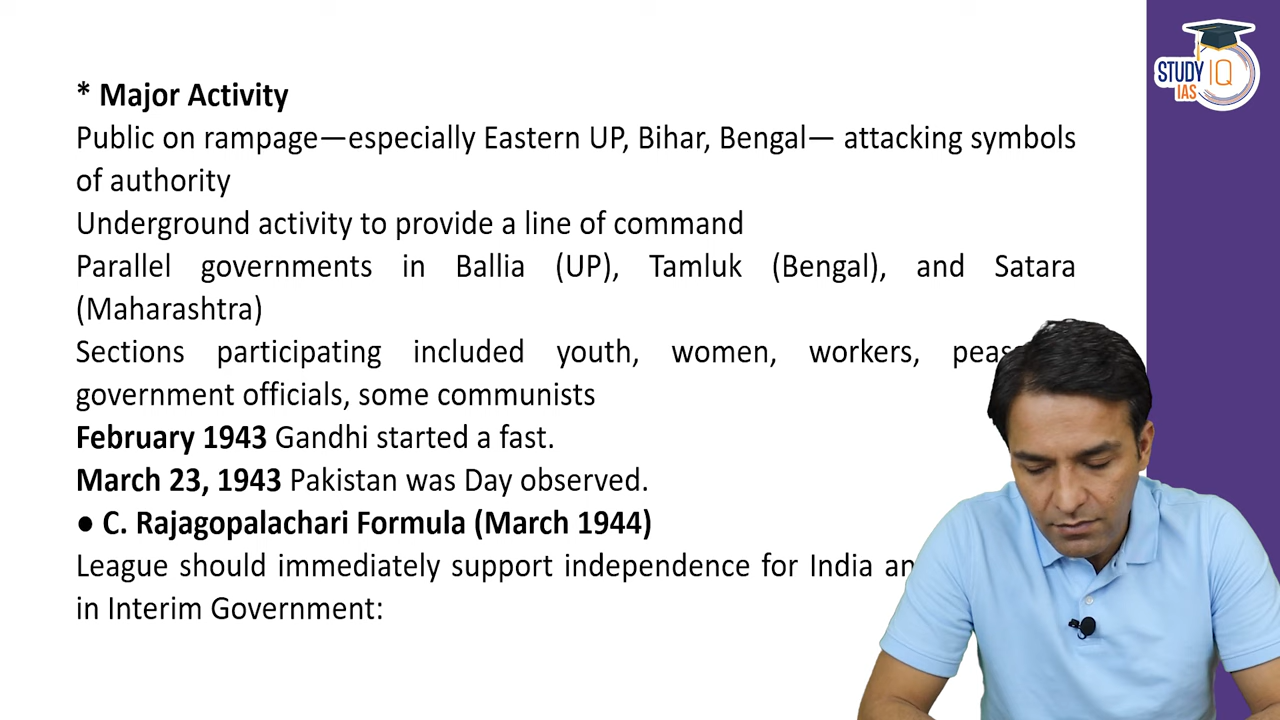 * Major Activity
Public on rampage—especially Eastern UP, Bihar, Bengal— attacking symbols
of authority
Underground activity to provide a line of command
Parallel governments in Ballia (UP), Tamluk (Bengal), and Satara
(Maharashtra)
Sections participating included youth, women, workers,
government officials, some communists
February 1943 Gandhi started a fast.
March 23, 1943 Pakistan was Day observed.
● C. Rajagopalachari Formula (March 1944)
League should immediately support independence for India
in Interim Government:
STUDY IQ
IAS